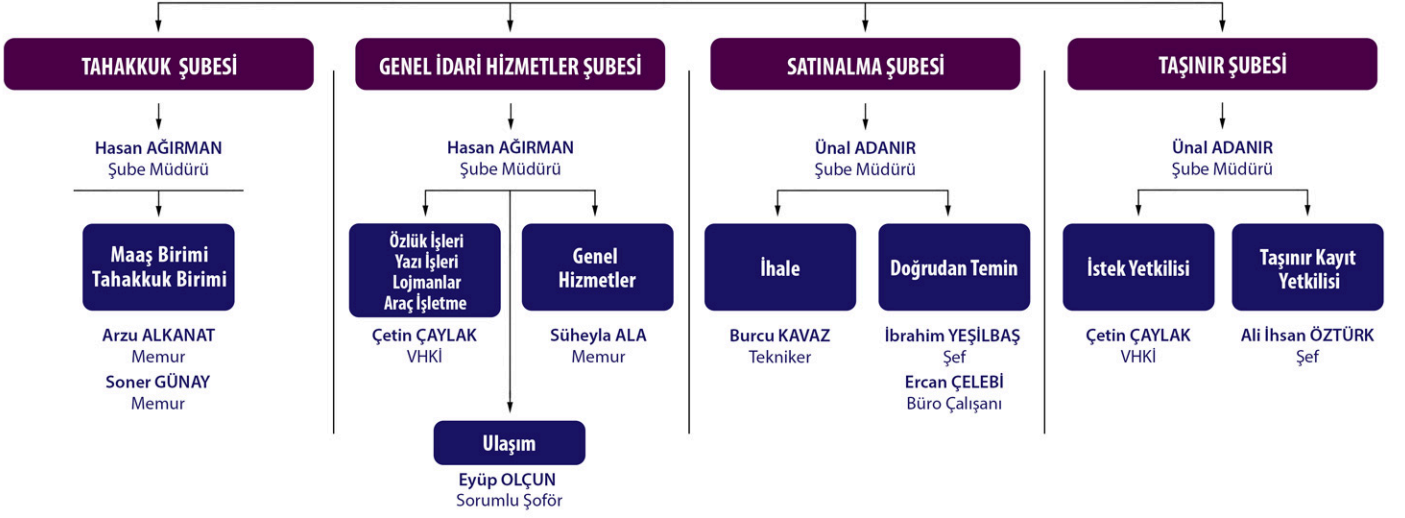 TAHAKKUK ŞUBESİ
Hasan AĞIRMAN
Şube Müdürü
Maaş Birimi
Tahakkuk Birimi
Arzu ALKANAT
Memur
Soner GÜNAY
Memur
GENEL İDARİ HİZMETLER ŞUBESİ
Hasan AĞIRMAN
Şube Müdürü
Özlük İşleri
Yazı İşleri
Lojmanlar
Araç İşletme
Çetin ÇAYLAK
VHKİ
Genel
Hizmetler
Süheyla ALA
Memur
Ulaşım
Eyüp OLÇUN
Sorumlu Şoför
SATINALMA ŞUBESİ
Ünal ADANIR
Şube Müdürü
İhale
Burcu KAVAZ
Tekniker
Doğrudan Temin
İbrahim YEŞİLBAŞ
Şef
Ercan ÇELEBİ
Büro Çalışanı
TAŞINIR ŞUBESİ
Ünal ADANIR
Şube Müdürü
İstek Yetkilisi
Çetin ÇAYLAK
VHKİ
Taşınır Kayıt
Yetkilisi
Ali İhsan ÖZTÜRK
Şef